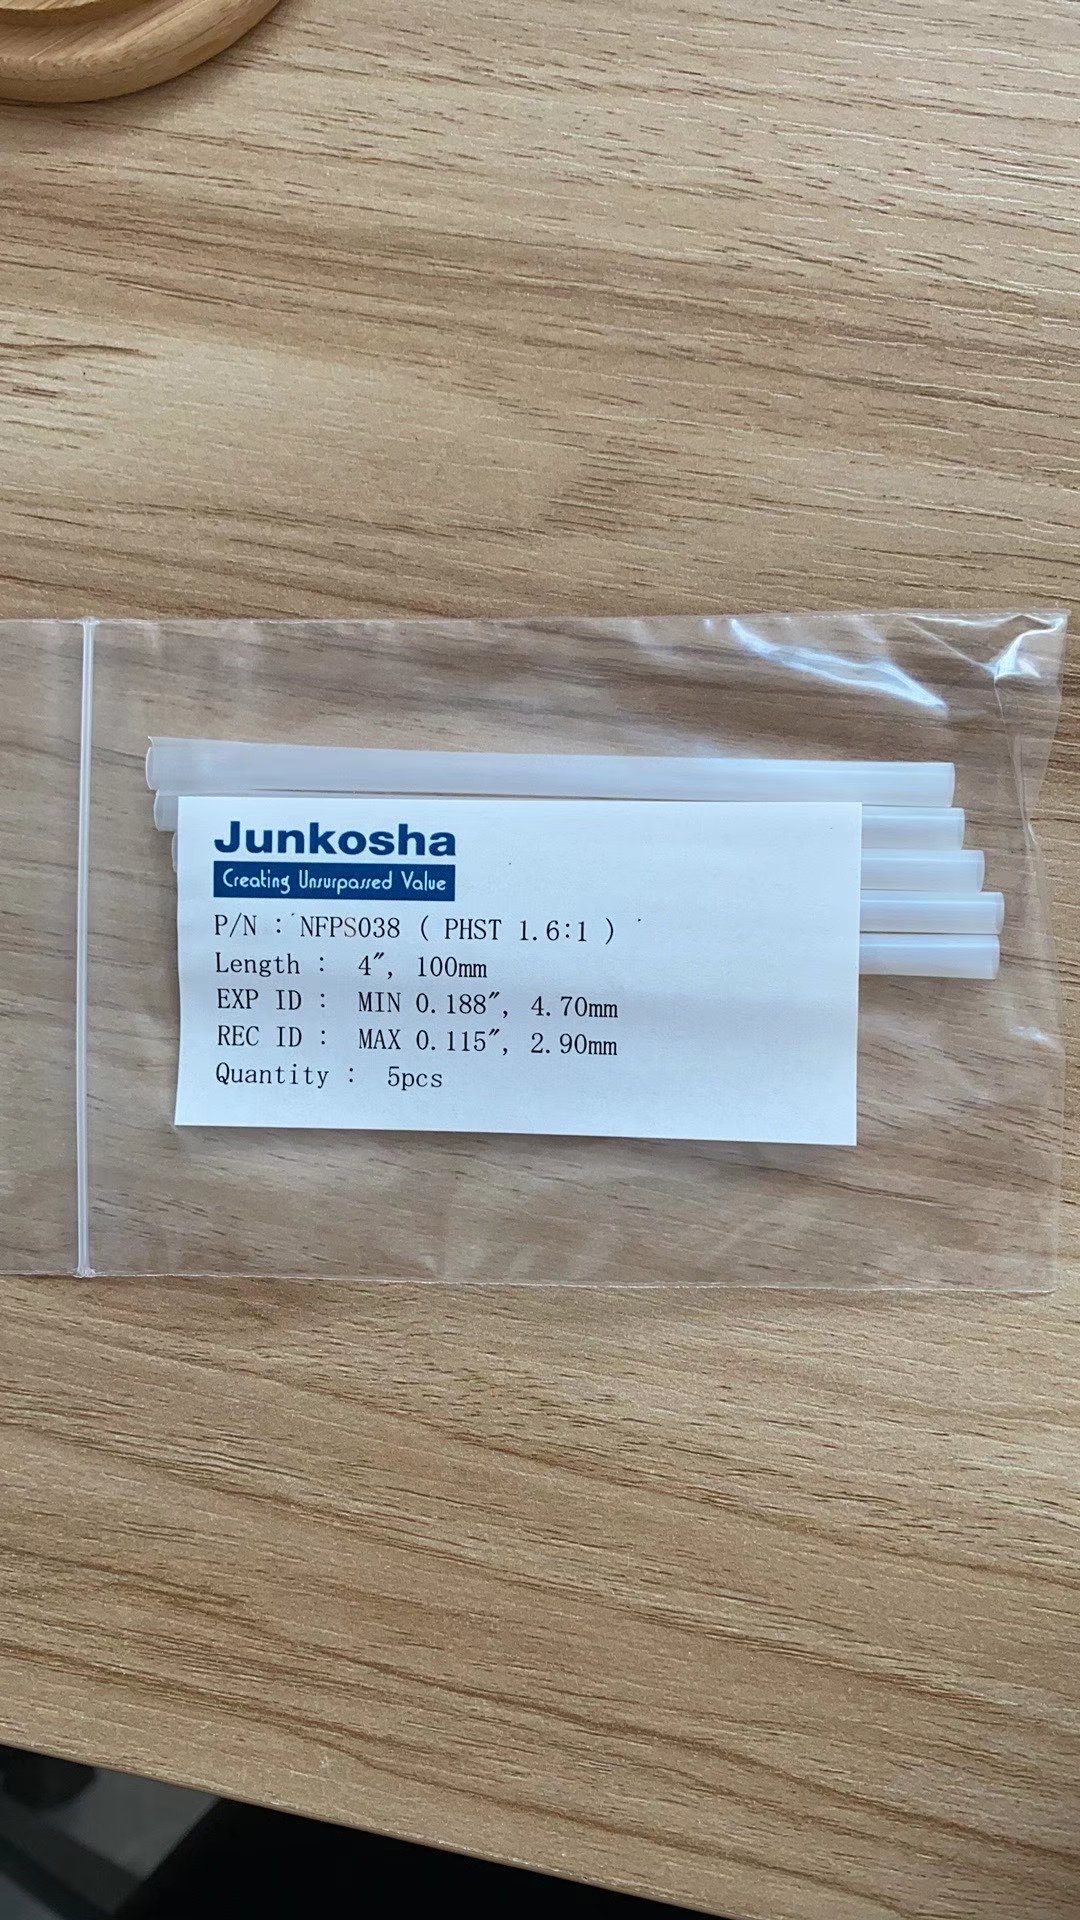 Junkosha
Creating Unsurpassed Value
P/N : NFPS038 ( PHST 1.6:1 )
Length : 4″, 100mm
EXP ID : MIN 0.188″, 4.70mm
REC ID : MAX 0.115″, 2.90mm
Quantity : 5pcs